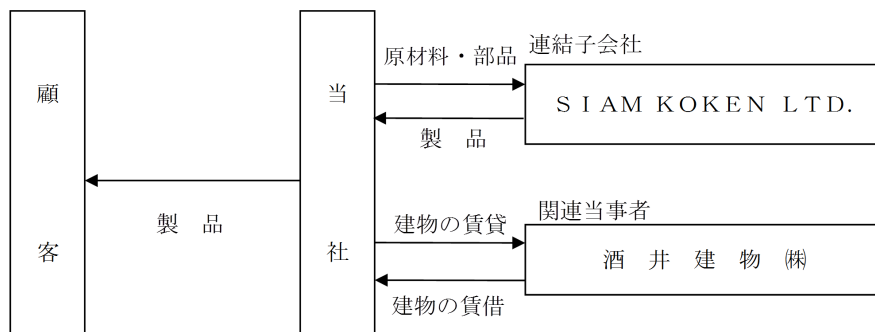 顧客
当社
製 品
原材料・部品
連結子会社
ＳＩＡＭ ＫＯＫＥＮ ＬＴＤ.
製 品
関連当事者
建物の賃貸
酒 井 建 物 ㈱
建物の賃借